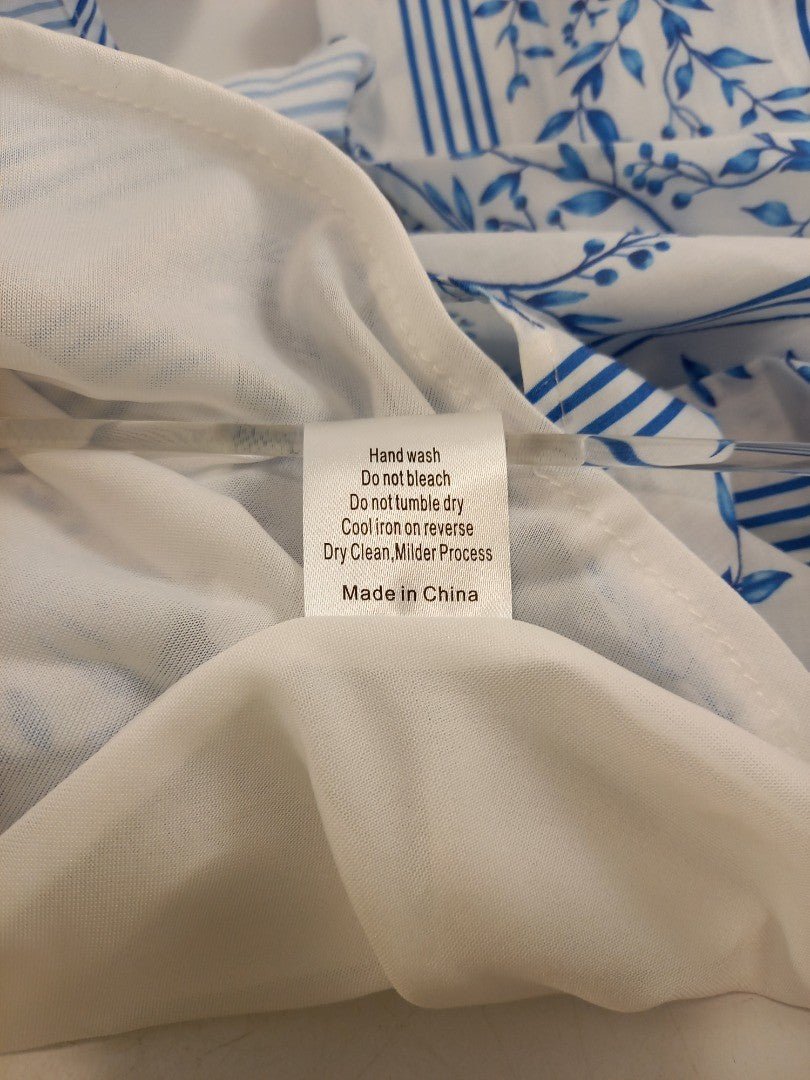 Hand wash
Do not bleach
Do not tumble dry
Cool iron on reverse
Dry Clean,Milder Process
Made in China